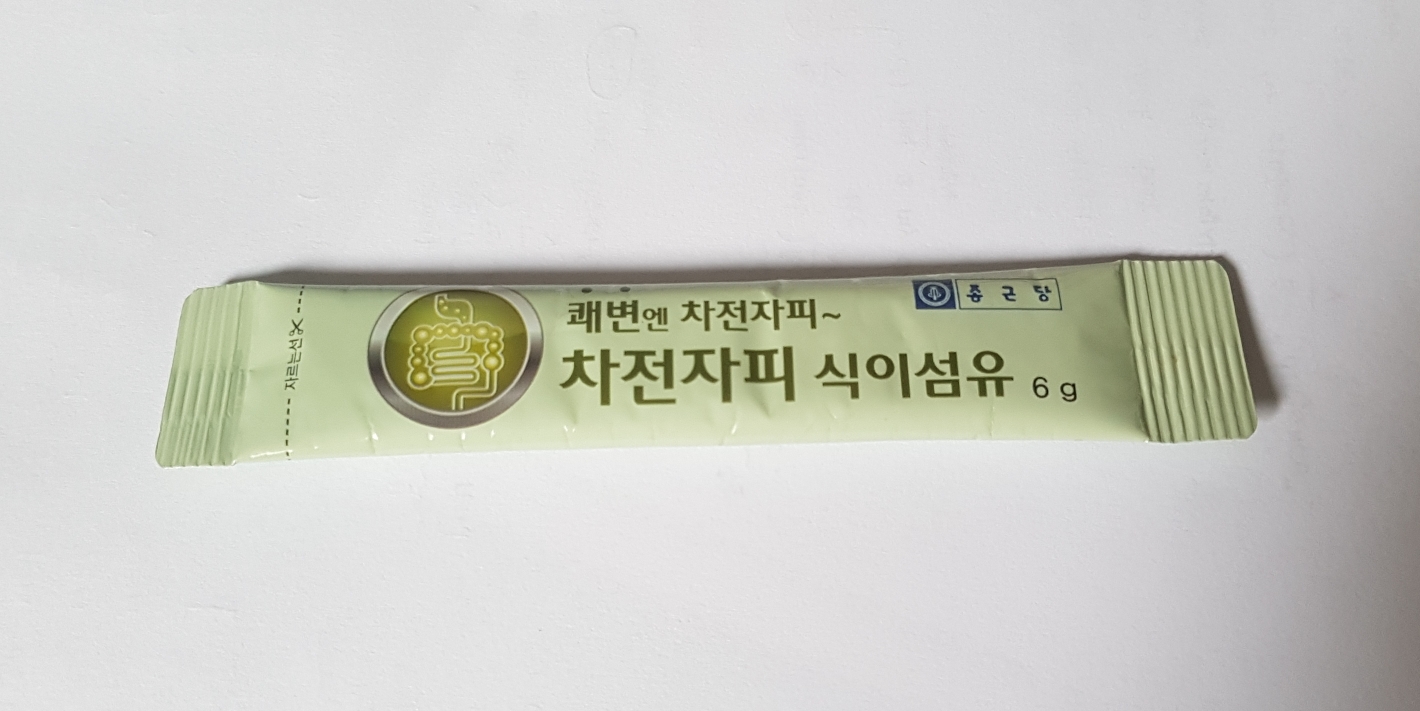 자르는선
쾌변엔 차전자피~
종근당
차전자피 식이섬유 6 g